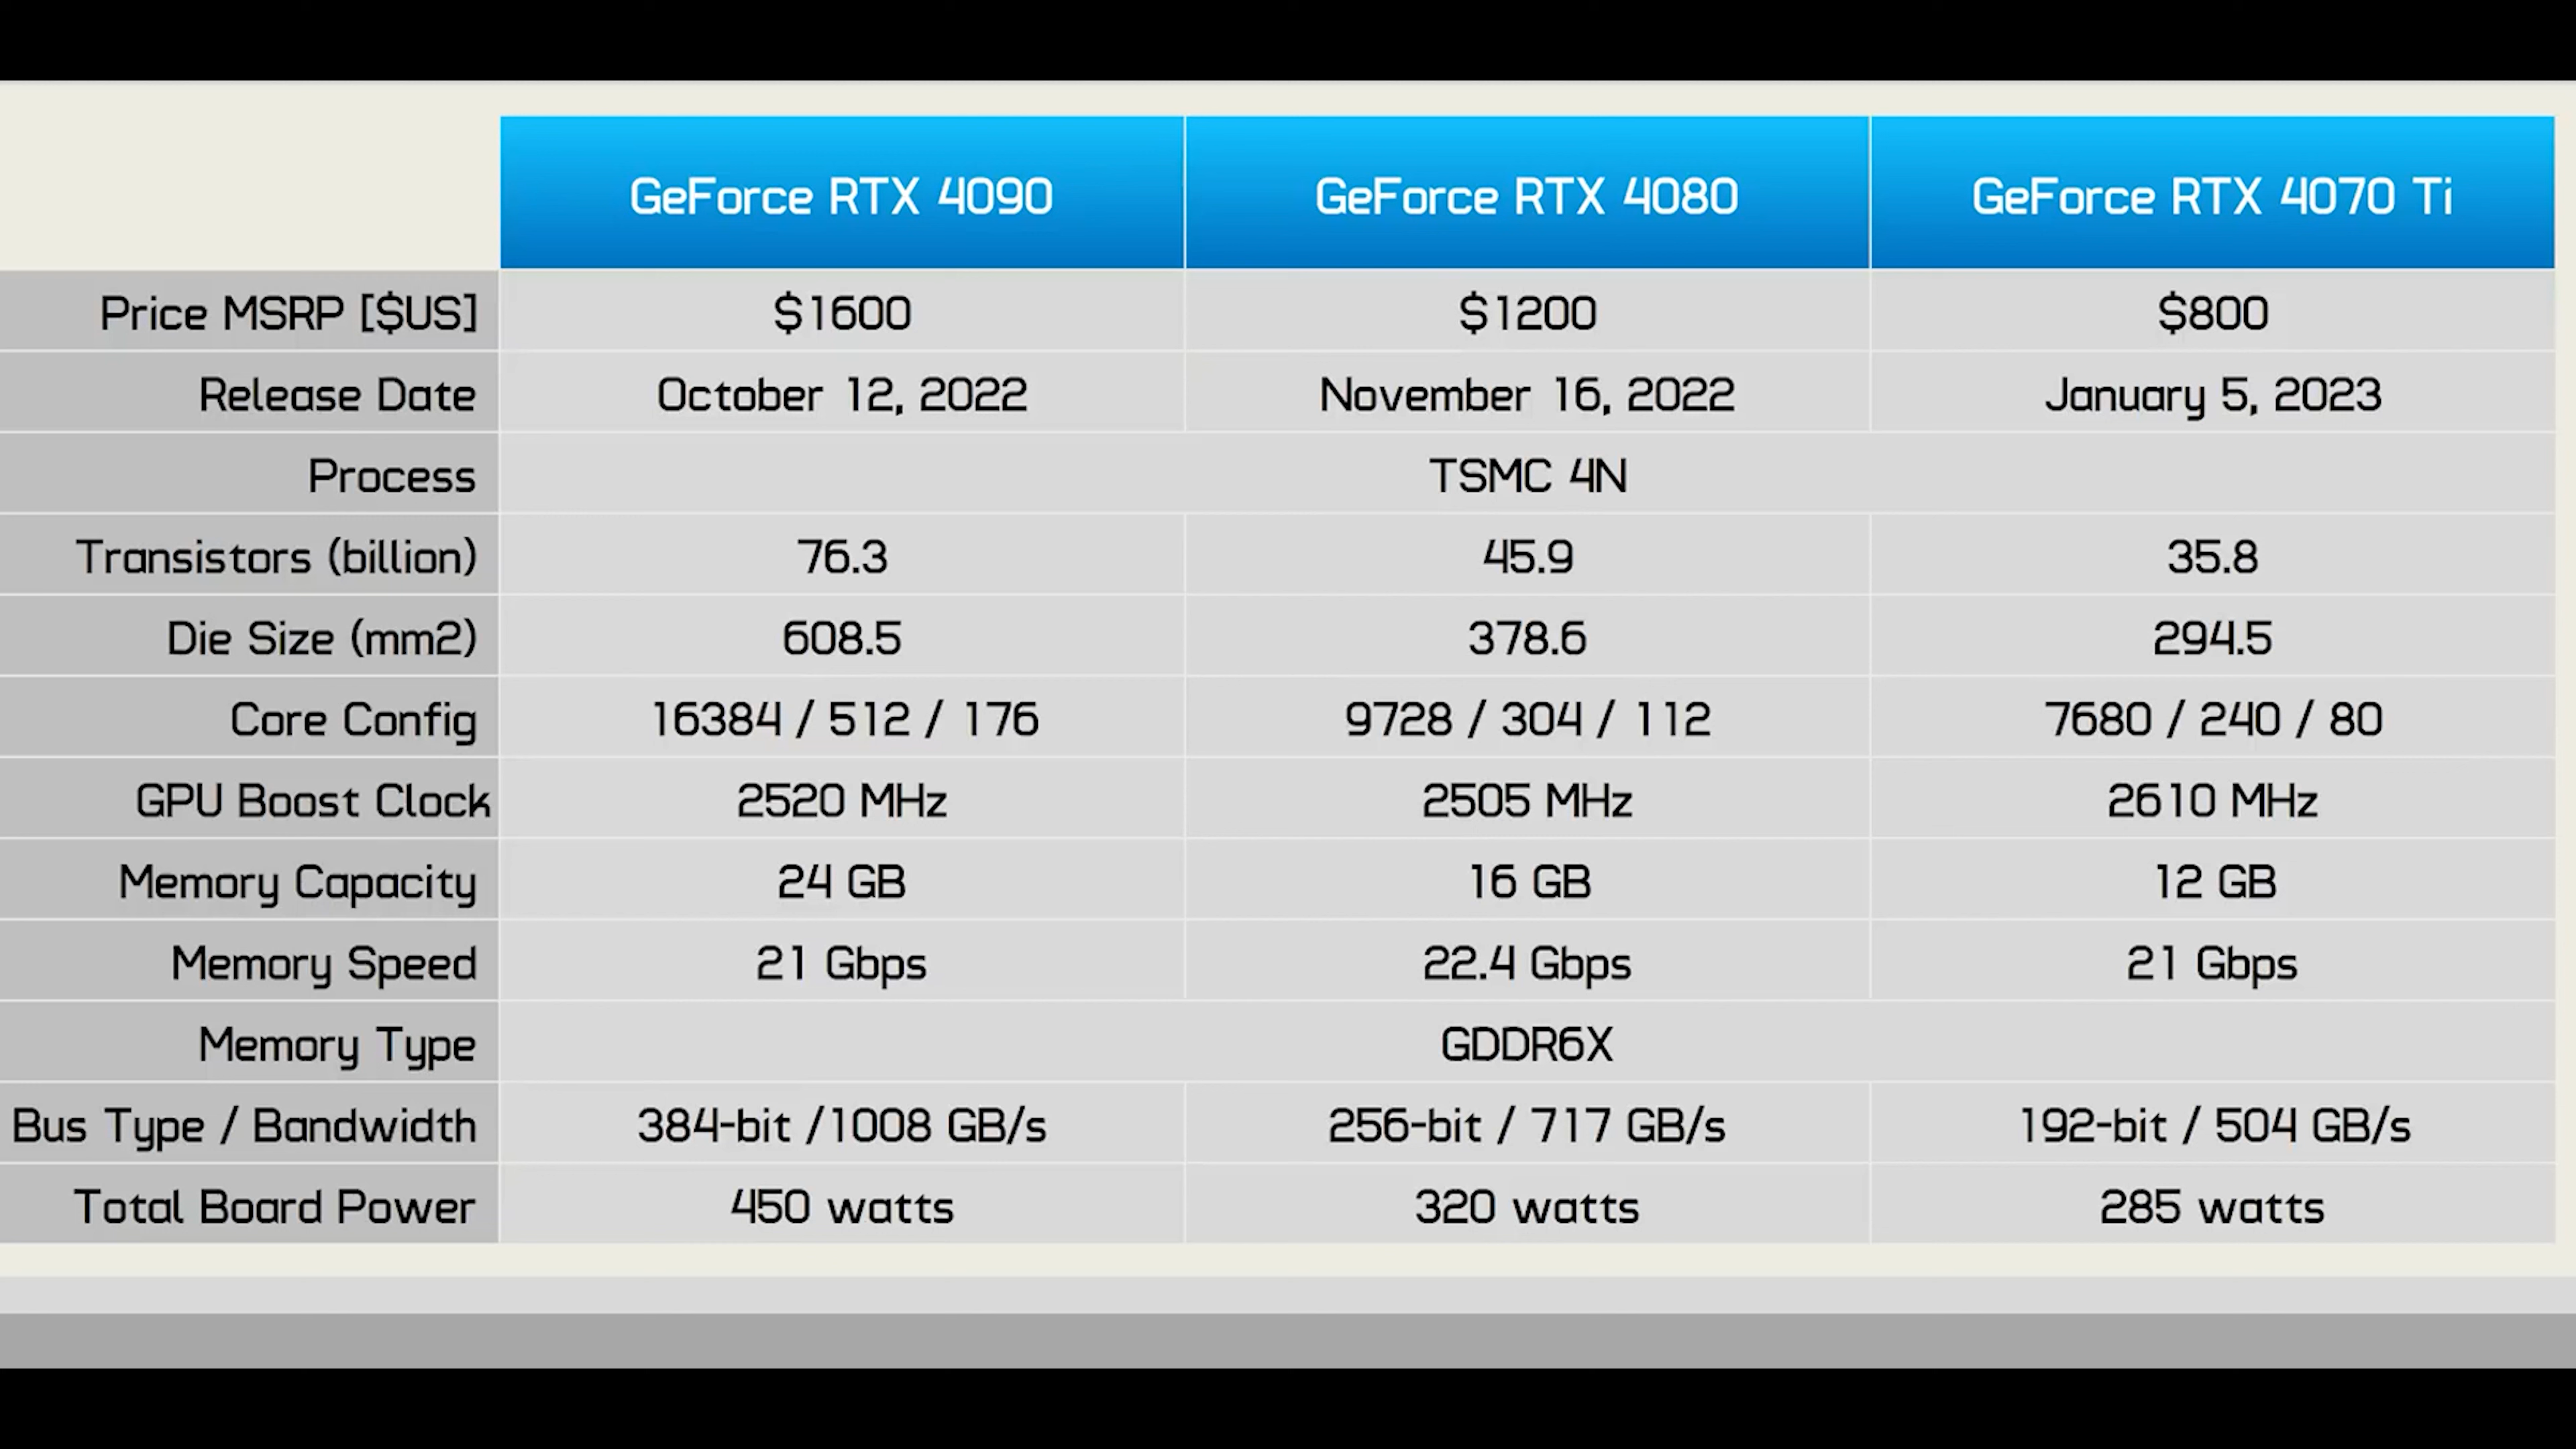 GeForce RTX 4090 GeForce RTX 4080 GeForce RTX 4070 Ti
Price MSRP [$US] $1600 $1200 $800
Release Date October 12, 2022 November 16, 2022 January 5, 2023
Process TSMC 4N
Transistors (billion) 76.3 45.9 35.8
Die Size (mm2) 608.5 378.6 294.5
Core Config 16384 / 512 / 176 9728 / 304 / 112 7680 / 240 / 80
GPU Boost Clock 2520 MHz 2505 MHz 2610 MHz
Memory Capacity 24 GB 16 GB 12 GB
Memory Speed 21 Gbps 22.4 Gbps 21 Gbps
Memory Type GDDR6X
Bus Type / Bandwidth 384-bit /1008 GB/s 256-bit / 717 GB/s 192-bit / 504 GB/s
Total Board Power 450 watts 320 watts 285 watts